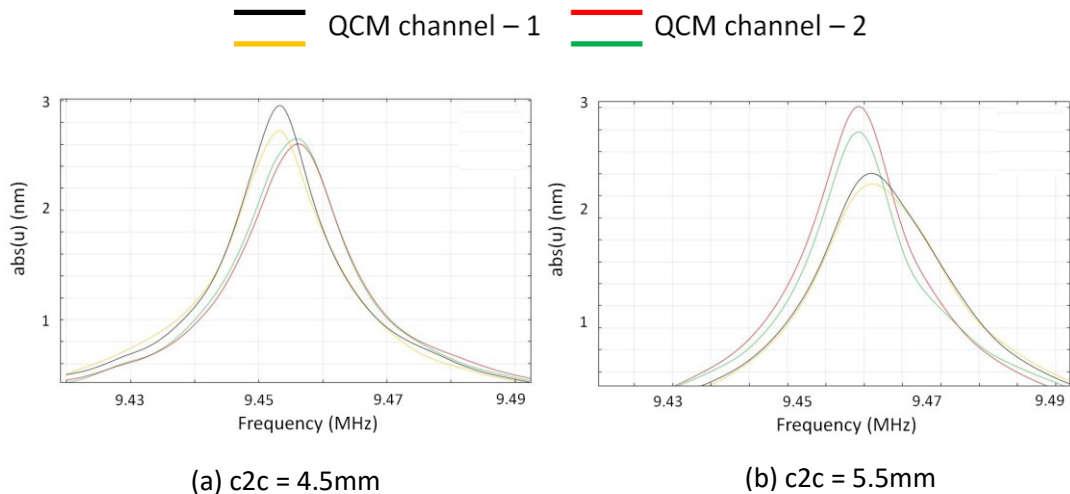 QCM channel – 1
QCM channel – 2
3
2
1
abs(u) (nm)
9.43
9.45
9.47
9.49
Frequency (MHz)
(a) c2c = 4.5mm
3
2
1
abs(u) (nm)
9.43
9.45
9.47
9.49
Frequency (MHz)
(b) c2c = 5.5mm